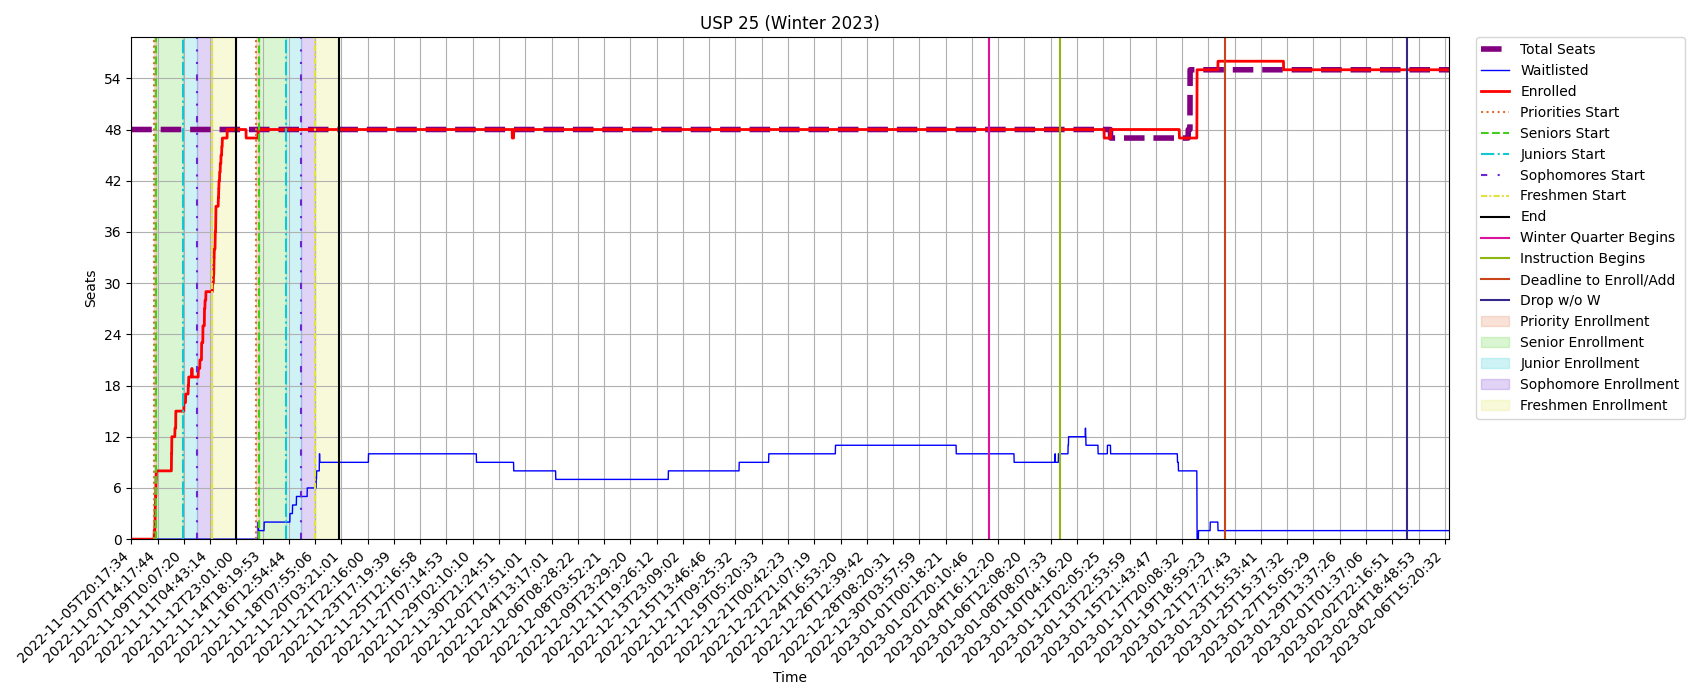 USP 25 (Winter 2023)
Seats
54
48
42
36
30
24
18
12
6
0
2022-11-05T20:17:34
2022-11-07T14:17:44
2022-11-09T10:07:20
2022-11-11T04:43:14
2022-11-12T23:01:00
2022-11-14T18:19:53
2022-11-16T12:54:44
2022-11-18T07:55:06
2022-11-20T03:21:01
2022-11-21T22:16:00
2022-11-23T17:19:39
2022-11-25T12:16:58
2022-11-27T07:14:53
2022-11-29T02:10:10
2022-11-30T21:24:51
2022-12-02T17:51:01
2022-12-04T13:17:01
2022-12-06T08:28:22
2022-12-08T03:52:21
2022-12-09T23:29:20
2022-12-11T19:26:12
2022-12-13T23:09:02
2022-12-15T13:46:46
2022-12-17T09:25:32
2022-12-19T05:20:33
2022-12-21T00:42:23
2022-12-22T21:07:19
2022-12-24T16:53:20
2022-12-26T12:39:42
2022-12-28T08:20:31
2022-12-30T03:57:59
2023-01-01T00:18:21
2023-01-02T20:10:46
2023-01-04T16:12:20
2023-01-06T12:08:20
2023-01-08T08:07:33
2023-01-10T04:16:20
2023-01-12T02:05:25
2023-01-13T22:53:59
2023-01-15T21:43:47
2023-01-17T20:08:32
2023-01-19T18:59:23
2023-01-21T17:27:43
2023-01-23T15:53:41
2023-01-25T15:37:32
2023-01-27T15:05:29
2023-01-29T13:37:26
2023-02-01T01:37:06
2023-02-02T22:16:51
2023-02-04T18:48:53
2023-02-06T15:20:32
Time
Total Seats
Waitlisted
Enrolled
Priorities Start
Seniors Start
Juniors Start
Sophomores Start
Freshmen Start
End
Winter Quarter Begins
Instruction Begins
Deadline to Enroll/Add
Drop w/o W
Priority Enrollment
Senior Enrollment
Junior Enrollment
Sophomore Enrollment
Freshmen Enrollment